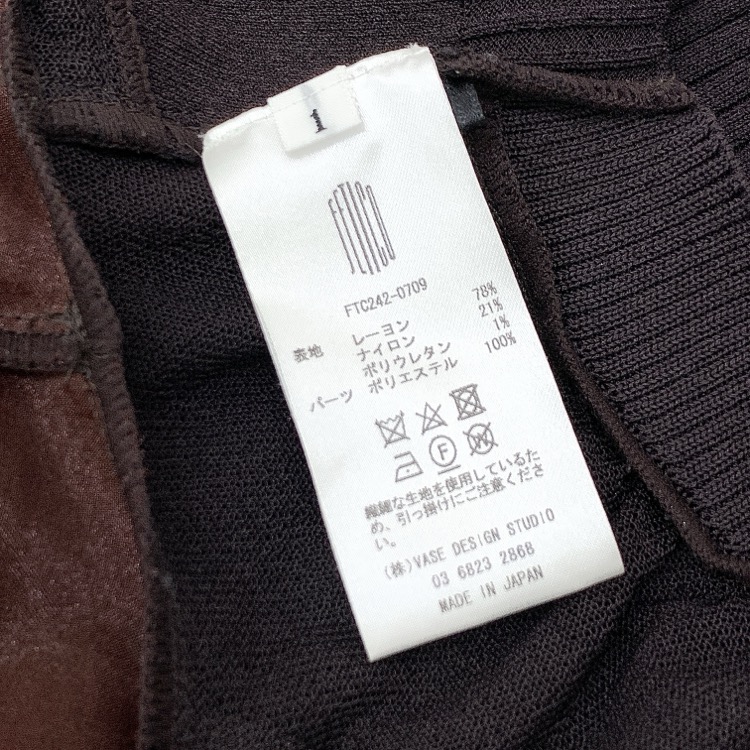 1
FETICO
FTC242-0709
表地 レーヨン 78%
ナイロン 21%
ポリウレタン 1%
パーツ ポリエステル 100%
F W
繊細な生地を使用しているた
め、引っ掛けにご注意くださ
い。
(株)VASE DESIGN STUDIO
03 6823 2868
MADE IN JAPAN